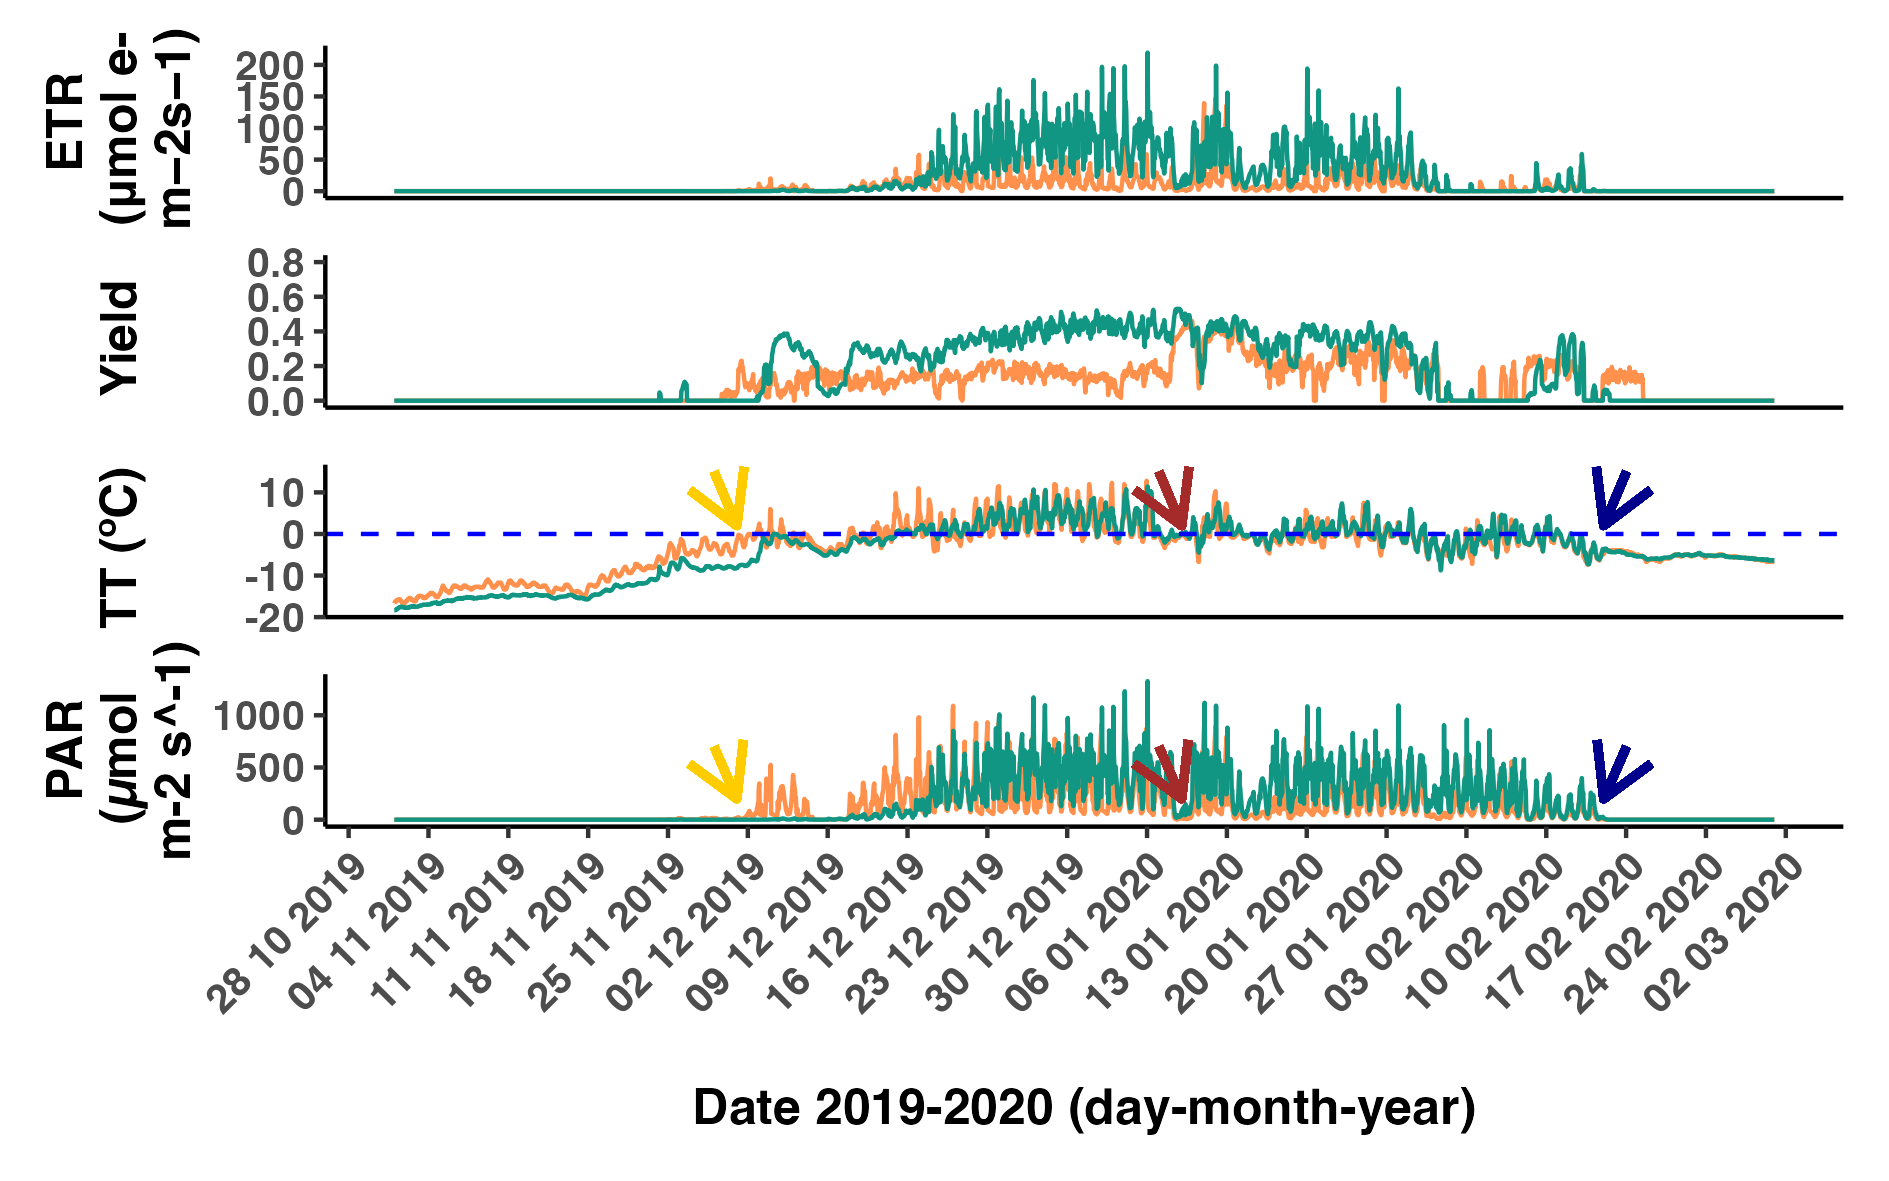 ETR
(µmol e-
m−2s−1)
200
150
100
50
0
Yield
0.8
0.6
0.4
0.2
0.0
TT (ºC)
10
0
-10
-20
PAR
(µmol
m-2 s^-1)
1000
500
0
28 10 2019
04 11 2019
11 11 2019
18 11 2019
25 11 2019
02 12 2019
09 12 2019
16 12 2019
23 12 2019
30 12 2019
06 01 2020
13 01 2020
20 01 2020
27 01 2020
03 02 2020
10 02 2020
17 02 2020
24 02 2020
02 03 2020
Date 2019-2020 (day-month-year)